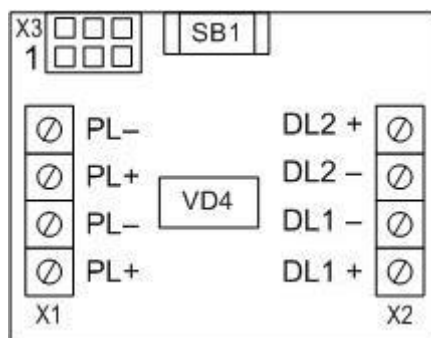 X3
1
SB1
PL–
PL+
PL–
PL+
X1
VD4
DL2 +
DL2 –
DL1 –
DL1 +
X2